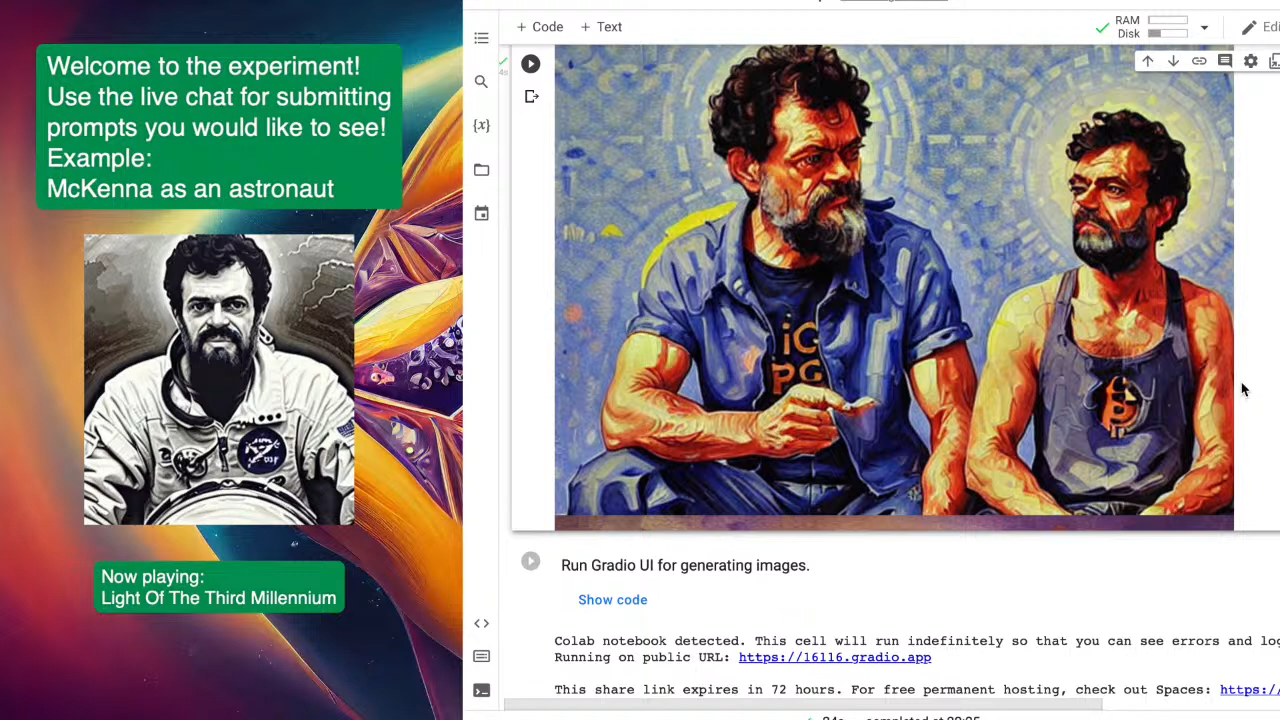 Welcome to the experiment!
Use the live chat for submitting
prompts you would like to see!
Example:
McKenna as an astronaut
Now playing:
Light Of The Third Millennium
+ Code + Text
RAM
Disk
{x}
iG
PG
Run Gradio UI for generating images.
Show code
Colab notebook detected. This cell will run indefinitely so that you can see errors and
Running on public URL: https://16116.gradio.app
This share link expires in 72 hours. For free permanent hosting, check out Spaces: